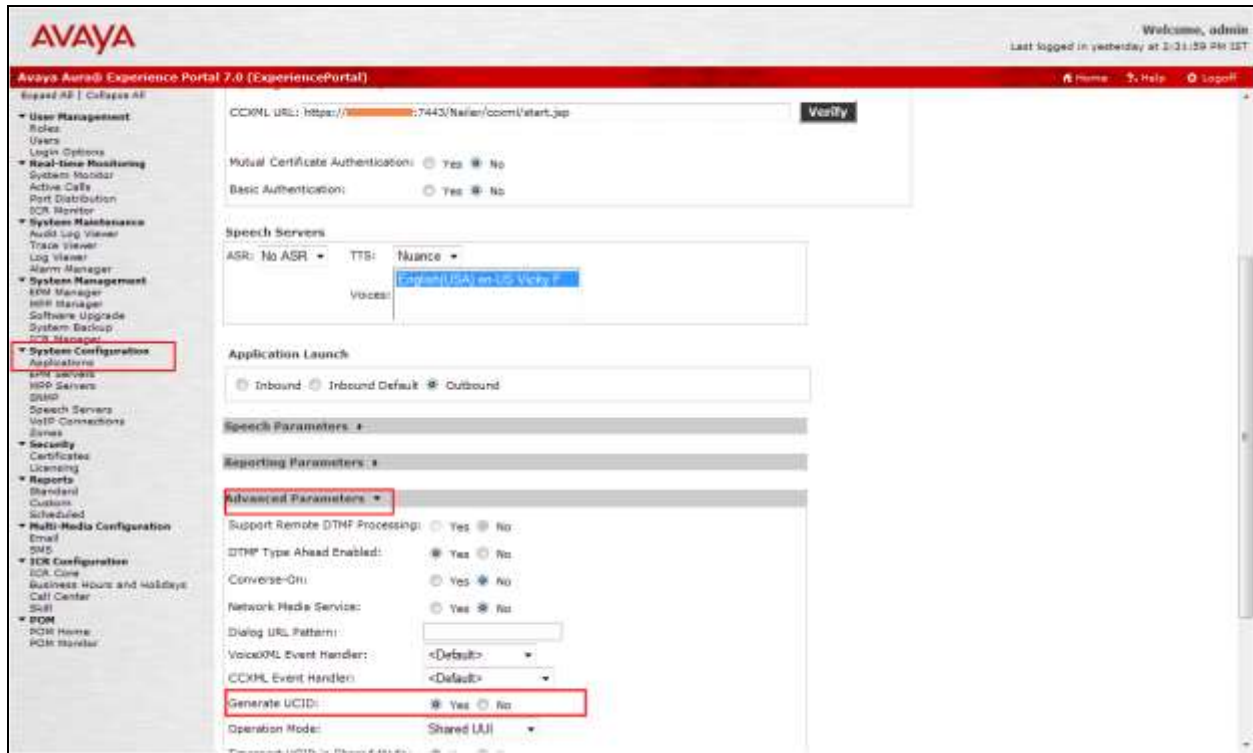 AVAYA
Welcome, admin
Last logged in yesterday at 2:31:59 PM IST
Avaya Aura® Experience Portal 7.0 (ExperiencePortal)
Home
Help
Logoff
Expand All | Collapse All
User Management
Roles
Users
Login Options
Real-time Monitoring
System Monitor
Active Calls
Port Distribution
ICR Monitor
System Maintenance
Audit Log Viewer
Trace Viewer
Log Viewer
Alarm Manager
System Management
EPM Manager
MPP Manager
Software Upgrade
System Backup
ICR Manager
System Configuration
Applications
EPM Servers
MPP Servers
SNMP
Speech Servers
VoIP Connections
Zones
Security
Certificates
Licensing
Reports
Standard
Custom
Scheduled
Multi-Media Configuration
Email
SMS
ICR Configuration
ICR Core
Business Hours and Holidays
Call Center
Skill
POM
POM Home
POM Monitor
CCXML URL: https:// :7443/Nailer/ccxml/start.jsp
Verify
Mutual Certificate Authentication: Yes No
Basic Authentication: Yes No
Speech Servers
ASR: No ASR TTS: Nuance
Voices: English(USA) en-US Vicky F
Application Launch
Inbound Inbound Default Outbound
Speech Parameters
Reporting Parameters
Advanced Parameters
Support Remote DTMF Processing: Yes No
DTMF Type Ahead Enabled: Yes No
Converse-On: Yes No
Network Media Service: Yes No
Dialog URL Pattern:
VoiceXML Event Handler: <Default>
CCXML Event Handler: <Default>
Generate UCID: Yes No
Operation Mode: Shared UUI